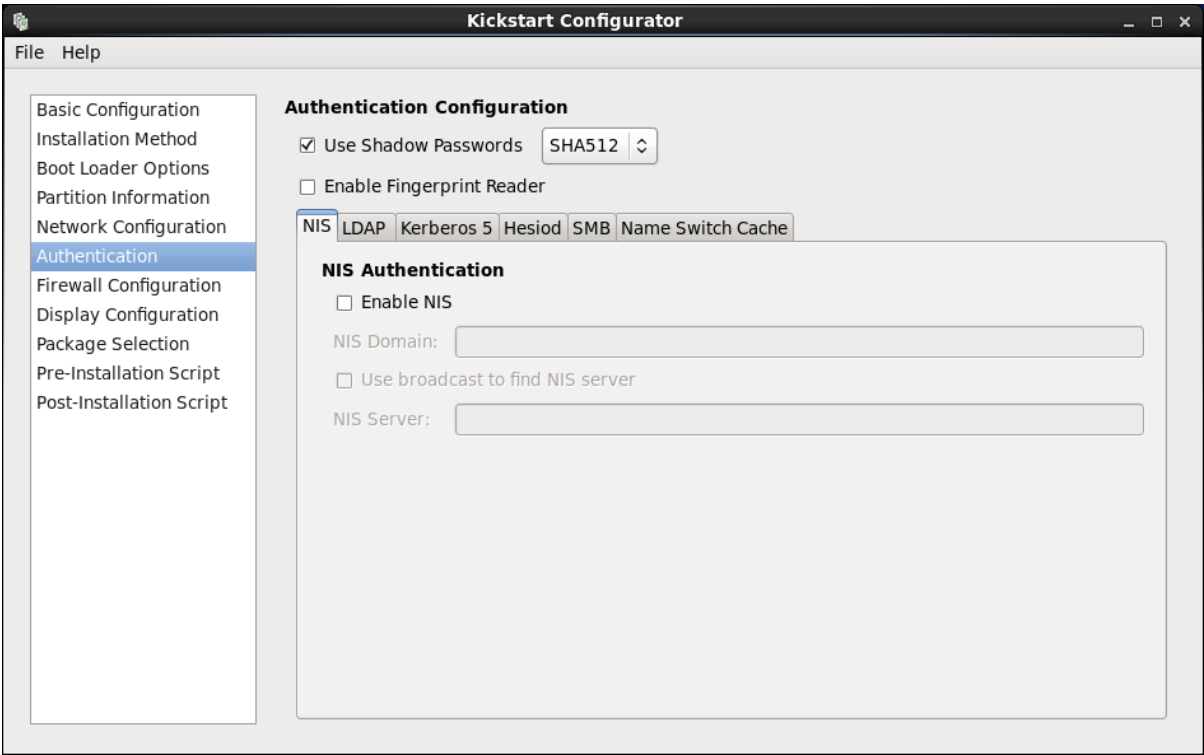 Kickstart Configurator
File Help
Basic Configuration
Installation Method
Boot Loader Options
Partition Information
Network Configuration
Authentication
Firewall Configuration
Display Configuration
Package Selection
Pre-Installation Script
Post-Installation Script
Authentication Configuration
Use Shadow Passwords SHA512
Enable Fingerprint Reader
NIS LDAP Kerberos 5 Hesiod SMB Name Switch Cache
NIS Authentication
Enable NIS
NIS Domain:
Use broadcast to find NIS server
NIS Server: